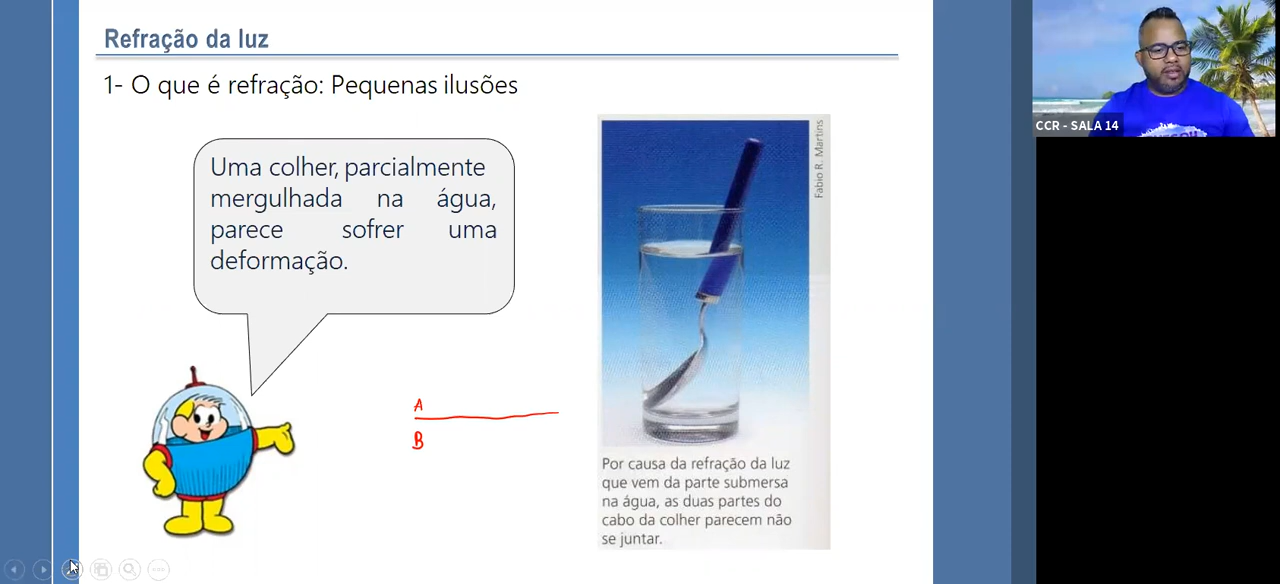 Refração da luz
1- O que é refração: Pequenas ilusões
Uma colher, parcialmente
mergulhada na água,
parece sofrer uma
deformação.
A
B
Fabio R. Martins
Por causa da refração da luz
que vem da parte submersa
na água, as duas partes do
cabo da colher parecem não
se juntar.
CCR - SALA 14